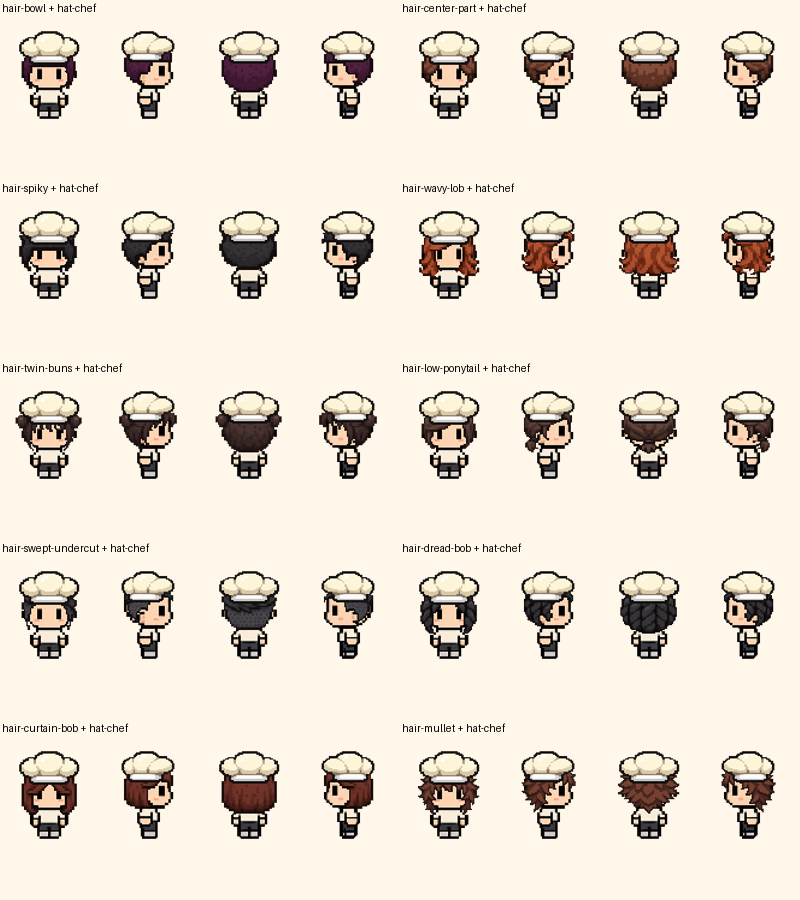 hair-bowl + hat-chef
hair-center-part + hat-chef
hair-spiky + hat-chef
hair-wavy-lob + hat-chef
hair-twin-buns + hat-chef
hair-low-ponytail + hat-chef
hair-swept-undercut + hat-chef
hair-dread-bob + hat-chef
hair-curtain-bob + hat-chef
hair-mullet + hat-chef